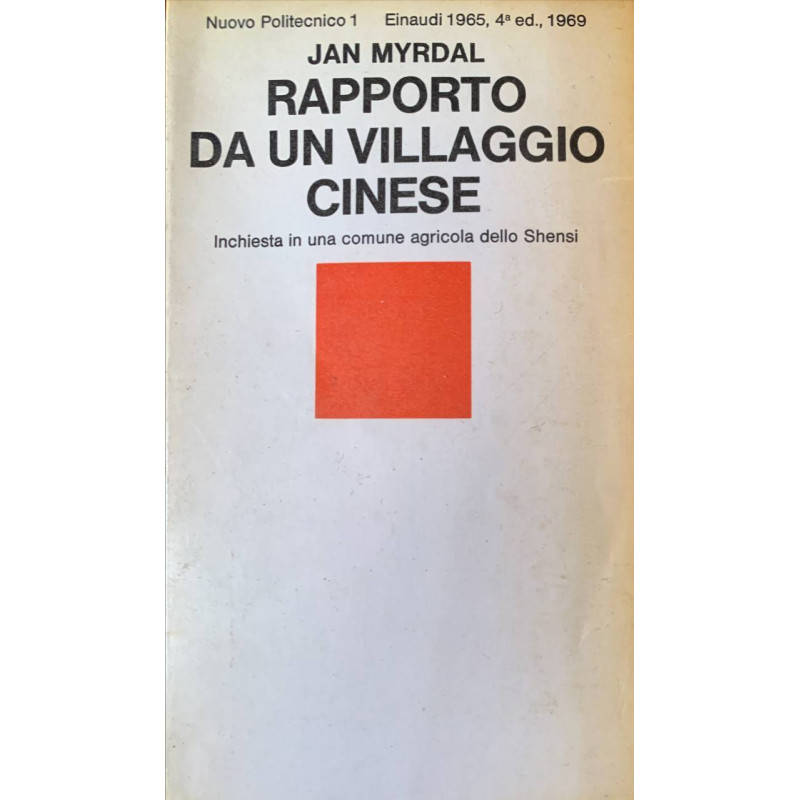 Nuovo Politecnico 1 Einaudi 1965, 4ª ed., 1969
JAN MYRDAL
RAPPORTO
DA UN VILLAGGIO
CINESE
Inchiesta in una comune agricola dello Shensi